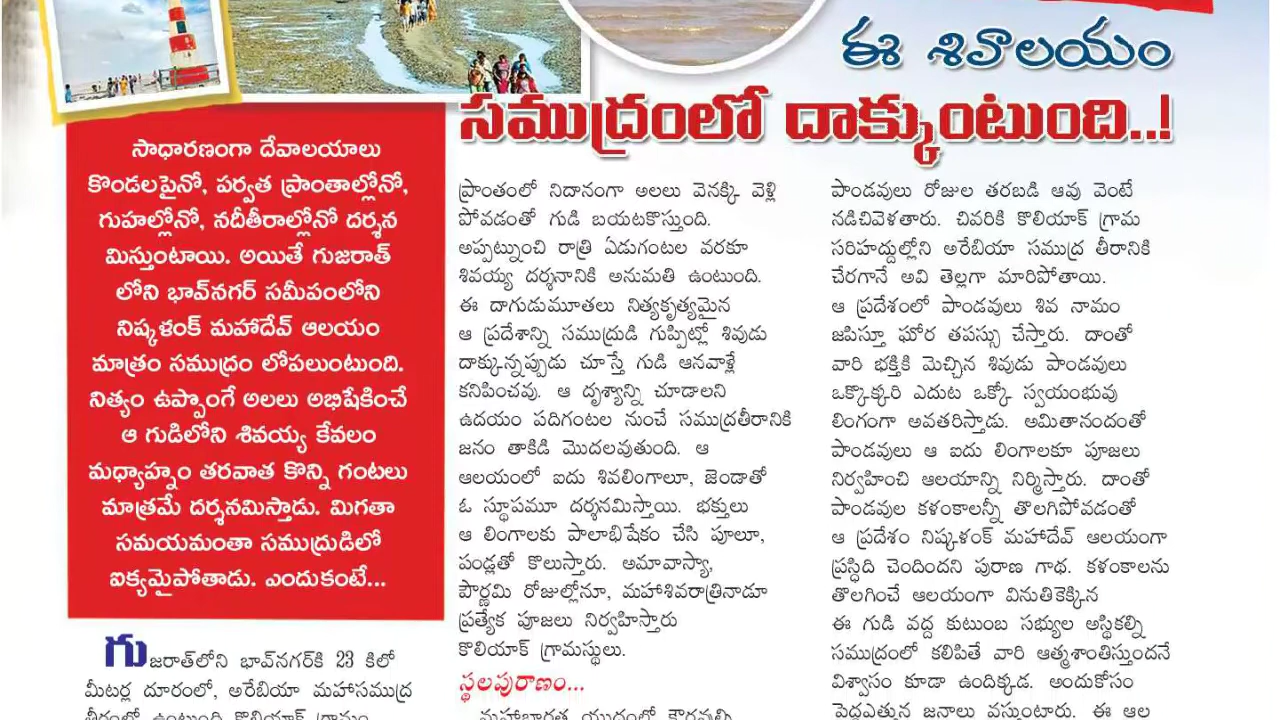 ఈ శివాలయం
సముద్రంలో దాక్కుంటుంది..!
సాధారణంగా దేవాలయాలు
కొండలపైనో, పర్వత ప్రాంతాల్లోనో,
గుహల్లోనో, నదీతీరాల్లోనో దర్శన
మిస్తుంటాయి. అయితే గుజరాత్
లోని భావ్‌నగర్ సమీపంలోని
నిష్కళంక్ మహాదేవ్ ఆలయం
మాత్రం సముద్రం లోపలుంటుంది.
నిత్యం ఉప్పొంగే అలలు అభిషేకించే
ఆ గుడిలోని శివయ్య కేవలం
మధ్యాహ్నం తరవాత కొన్ని గంటలు
మాత్రమే దర్శనమిస్తాడు. మిగతా
సమయమంతా సముద్రుడిలో
ఐక్యమైపోతాడు. ఎందుకంటే...
గుజరాత్‌లోని భావ్‌నగర్‌కి 23 కిలో
మీటర్ల దూరంలో, అరేబియా మహాసముద్ర
తీరంలో ఉంటుంది కొలియాక్ గ్రామం
ప్రాంతంలో నిదానంగా అలలు వెనక్కి వెళ్లి
పోవడంతో గుడి బయటకొస్తుంది.
అప్పట్నుంచి రాత్రి ఏడుగంటల వరకూ
శివయ్య దర్శనానికి అనుమతి ఉంటుంది.
ఈ దాగుడుమూతలు నిత్యకృత్యమైన
ఆ ప్రదేశాన్ని సముద్రుడి గుప్పిట్లో శివుడు
దాక్కున్నప్పుడు చూస్తే గుడి ఆనవాళ్లే
కనిపించవు. ఆ దృశ్యాన్ని చూడాలని
ఉదయం పదిగంటల నుంచే సముద్రతీరానికి
జనం తాకిడి మొదలవుతుంది. ఆ
ఆలయంలో ఐదు శివలింగాలూ, జెండాతో
ఓ స్థూపమూ దర్శనమిస్తాయి. భక్తులు
ఆ లింగాలకు పాలాభిషేకం చేసి పూలూ,
పండ్లతో కొలుస్తారు. అమావాస్యా,
పౌర్ణమి రోజుల్లోనూ, మహాశివరాత్రినాడూ
ప్రత్యేక పూజలు నిర్వహిస్తారు
కొలియాక్ గ్రామస్థులు.
స్థలపురాణం...
మహాభారత యుద్ధంలో కౌరవుల్ని
పాండవులు రోజుల తరబడి ఆవు వెంటే
నడిచివెళతారు. చివరికి కొలియాక్ గ్రామ
సరిహద్దుల్లోని అరేబియా సముద్ర తీరానికి
చేరగానే అవి తెల్లగా మారిపోతాయి.
ఆ ప్రదేశంలో పాండవులు శివ నామం
జపిస్తూ ఘోర తపస్సు చేస్తారు. దాంతో
వారి భక్తికి మెచ్చిన శివుడు పాండవులు
ఒక్కొక్కరి ఎదుట ఒక్కో స్వయంభువు
లింగంగా అవతరిస్తాడు. అమితానందంతో
పాండవులు ఆ ఐదు లింగాలకూ పూజలు
నిర్వహించి ఆలయాన్ని నిర్మిస్తారు. దాంతో
పాండవుల కళంకాలన్నీ తొలగిపోవడంతో
ఆ ప్రదేశం నిష్కళంక్ మహాదేవ్ ఆలయంగా
ప్రస్థిది చెందిందని పురాణ గాథ. కళంకాలను
తొలగించే ఆలయంగా వినుతికెక్కిన
ఈ గుడి వద్ద కుటుంబ సభ్యుల అస్థికల్ని
సముద్రంలో కలిపితే వారి ఆత్మశాంతిస్తుందనే
విశ్వాసం కూడా ఉందిక్కడ. అందుకోసం
పెద్దఎత్తున జనాలు వస్తుంటారు. ఈ ఆల